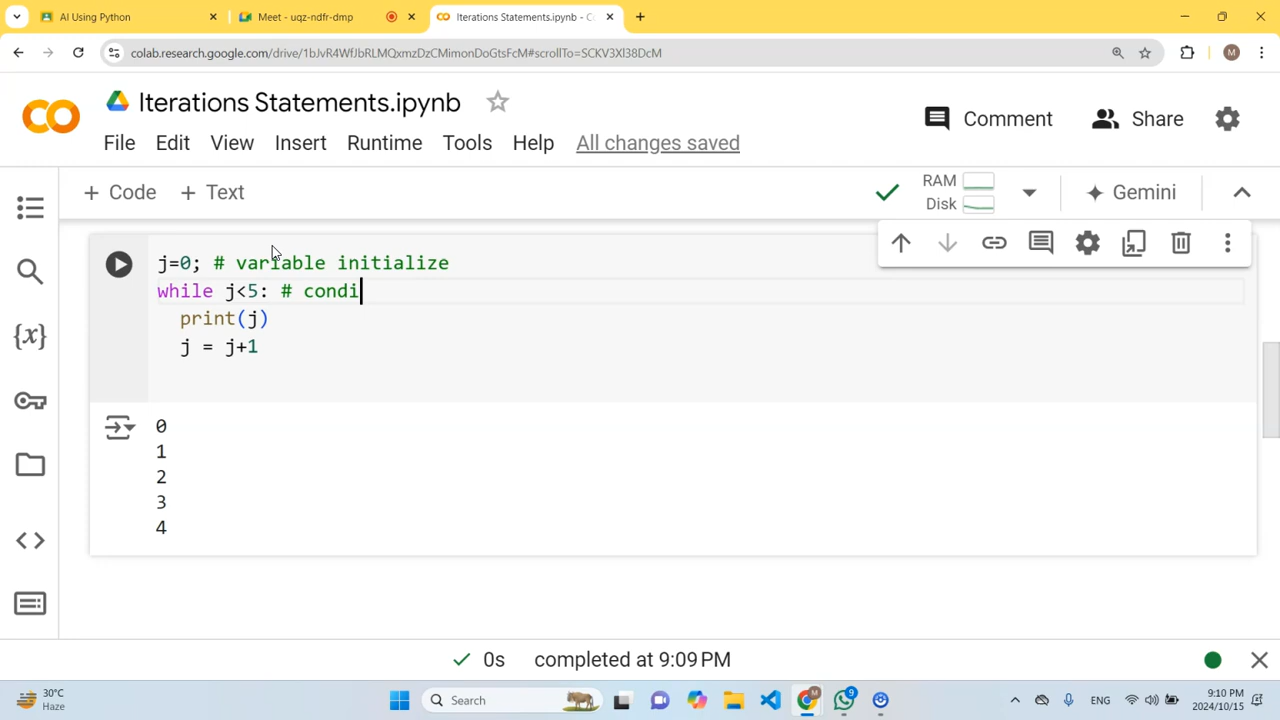 AI Using Python
Meet - uqz-ndfr-dmp
Iterations Statements.ipynb - Co
colab.research.google.com/drive/1bJvR4WfJbRLMQxmzDzCMimonDoGtsFcM#scrollTo=SCKV3Xl38DcM
M
CO
Iterations Statements.ipynb
Comment
Share
File Edit View Insert Runtime Tools Help All changes saved
+ Code + Text
RAM
Disk
Gemini
j=0; # variable initialize
while j<5: # condi
print(j)
j = j+1
{x}
0
1
2
3
4
0s completed at 9:09 PM
30°C
Haze
Search
M
9
ENG
9:10 PM
2024/10/15